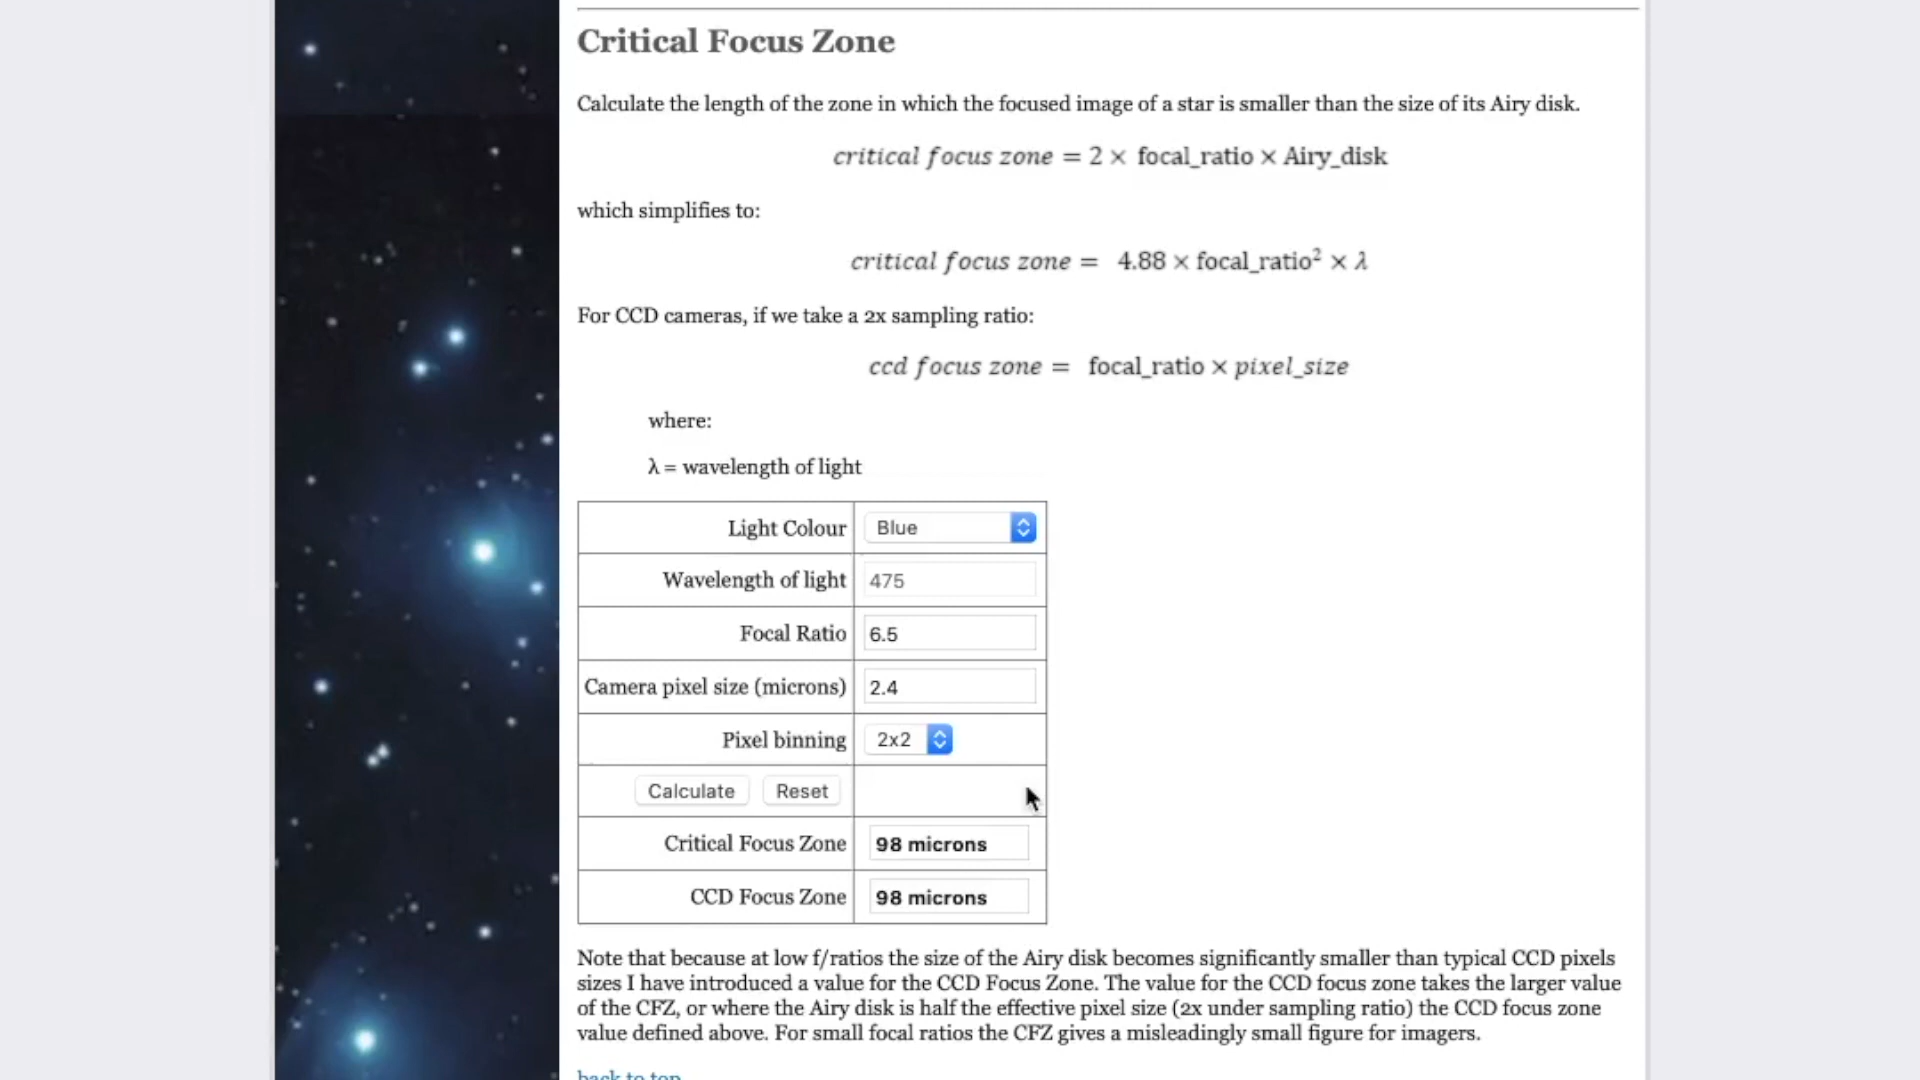 Critical Focus Zone
Calculate the length of the zone in which the focused image of a star is smaller than the size of its Airy disk.
critical focus zone = 2 × focal_ratio × Airy_disk
which simplifies to:
critical focus zone = 4.88 × focal_ratio² × λ
For CCD cameras, if we take a 2x sampling ratio:
ccd focus zone = focal_ratio × pixel_size
where:
λ = wavelength of light
Light Colour Blue
Wavelength of light 475
Focal Ratio 6.5
Camera pixel size (microns) 2.4
Pixel binning 2x2
Calculate Reset
Critical Focus Zone 98 microns
CCD Focus Zone 98 microns
Note that because at low f/ratios the size of the Airy disk becomes significantly smaller than typical CCD pixels
sizes I have introduced a value for the CCD Focus Zone. The value for the CCD focus zone takes the larger value
of the CFZ, or where the Airy disk is half the effective pixel size (2x under sampling ratio) the CCD focus zone
value defined above. For small focal ratios the CFZ gives a misleadingly small figure for imagers.
back to top